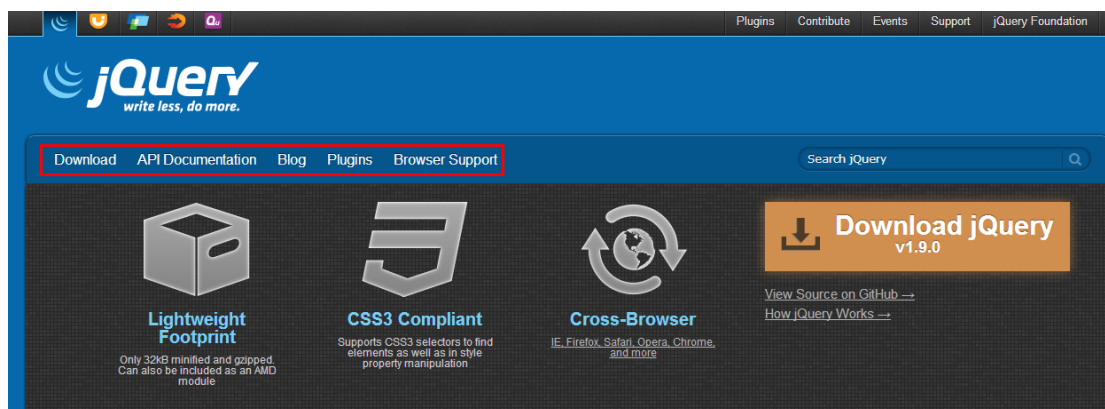 Plugins Contribute Events Support jQuery Foundation
jQuery
write less, do more.
Download API Documentation Blog Plugins Browser Support
Search jQuery
Lightweight
Footprint
Only 32kB minified and gzipped.
Can also be included as an AMD
module
CSS3 Compliant
Supports CSS3 selectors to find
elements as well as in style
property manipulation
Cross-Browser
IE, Firefox, Safari, Opera, Chrome,
and more
Download jQuery
v1.9.0
View Source on GitHub →
How jQuery Works →